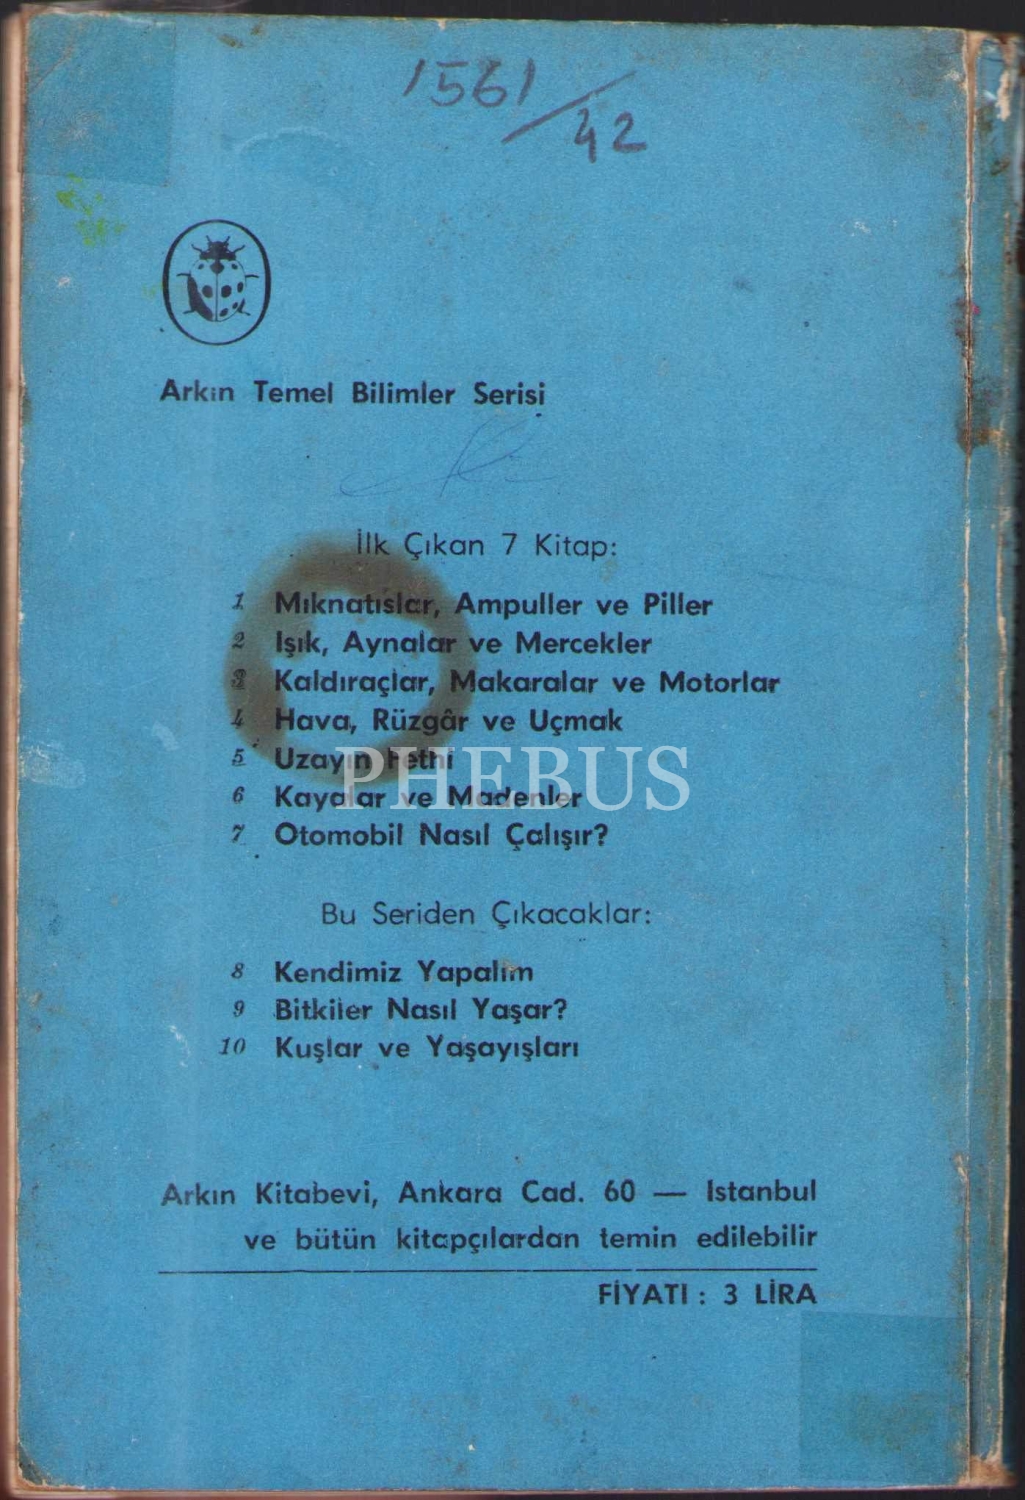 1561/42
Arkın Temel Bilimler Serisi
İlk Çıkan 7 Kitap:
1 Mıknatıslar, Ampuller ve Piller
2 Işık, Aynalar ve Mercekler
3 Kaldıraçlar, Makaralar ve Motorlar
4 Hava, Rüzgâr ve Uçmak
5 Uzayın Fethi
PHEBUS
6 Kayalar ve Madenler
7 Otomobil Nasıl Çalışır?
Bu Seriden Çıkacaklar:
8 Kendimiz Yapalım
9 Bitkiler Nasıl Yaşar?
10 Kuşlar ve Yaşayışları
Arkın Kitabevi, Ankara Cad. 60 — Istanbul
ve bütün kitapçılardan temin edilebilir
FİYATI : 3 LİRA